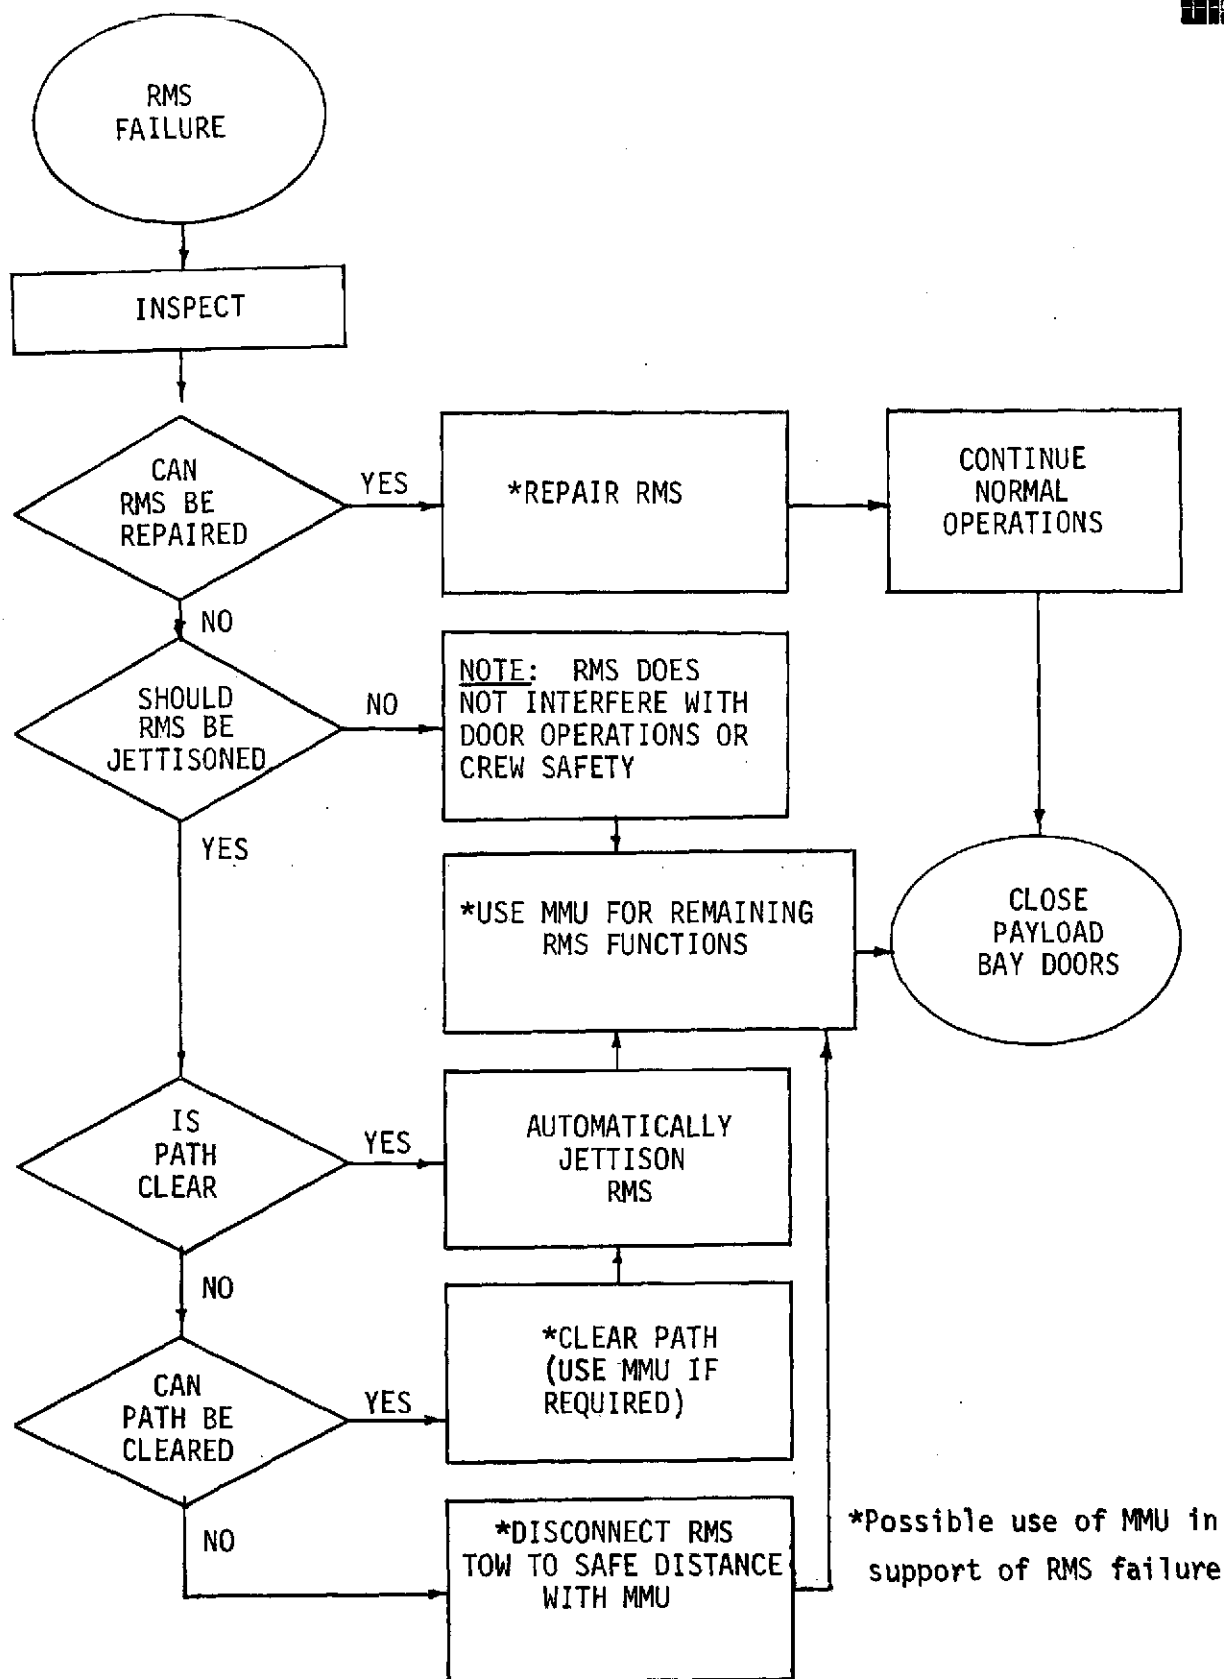 RMS
FAILURE
INSPECT
CAN
RMS BE
REPAIRED
YES
*REPAIR RMS
CONTINUE
NORMAL
OPERATIONS
NO
SHOULD
RMS BE
JETTISONED
NO
NOTE: RMS DOES
NOT INTERFERE WITH
DOOR OPERATIONS OR
CREW SAFETY
YES
*USE MMU FOR REMAINING
RMS FUNCTIONS
CLOSE
PAYLOAD
BAY DOORS
IS
PATH
CLEAR
YES
AUTOMATICALLY
JETTISON
RMS
NO
CAN
PATH BE
CLEARED
YES
*CLEAR PATH
(USE MMU IF
REQUIRED)
NO
*DISCONNECT RMS
TOW TO SAFE DISTANCE
WITH MMU
*Possible use of MMU in
support of RMS failure